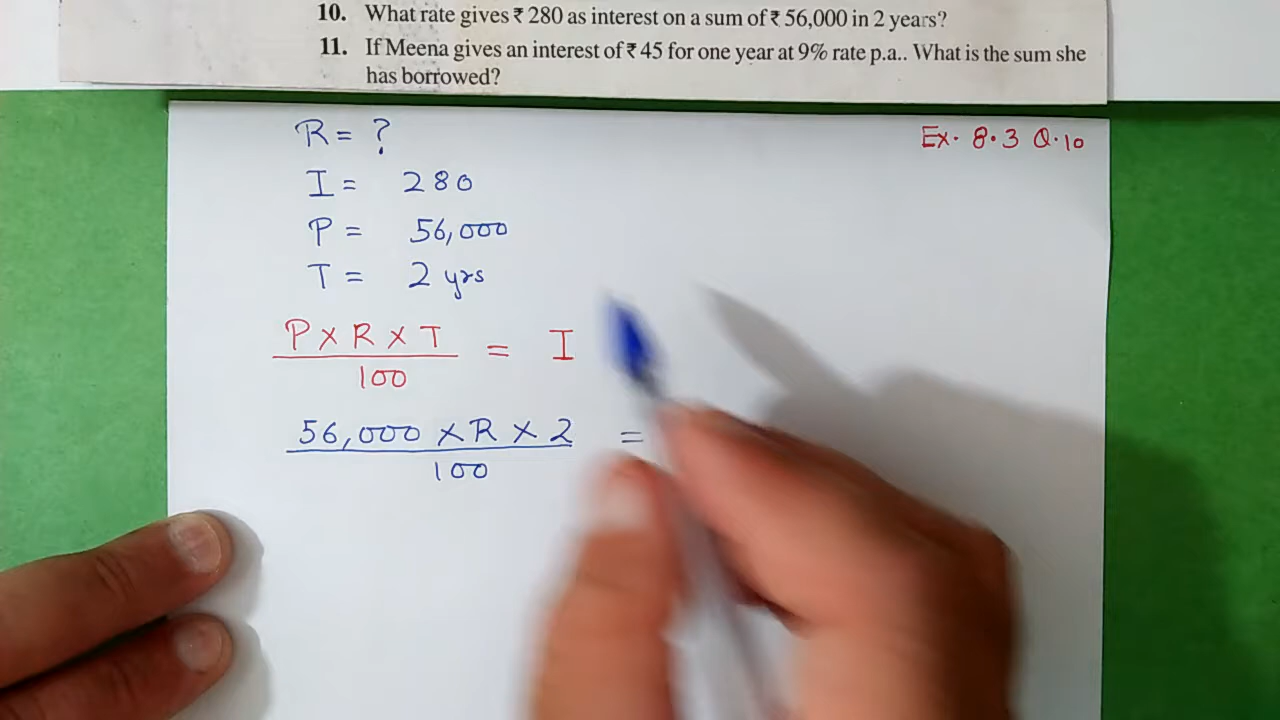 10. What rate gives ₹ 280 as interest on a sum of ₹ 56,000 in 2 years?
11. If Meena gives an interest of ₹ 45 for one year at 9% rate p.a.. What is the sum she
has borrowed?
Ex. 8.3 Q.10
R = ?
I = 280
P = 56,000
T = 2 yrs
P × R × T
100
= I
56,000 × R × 2
100
=